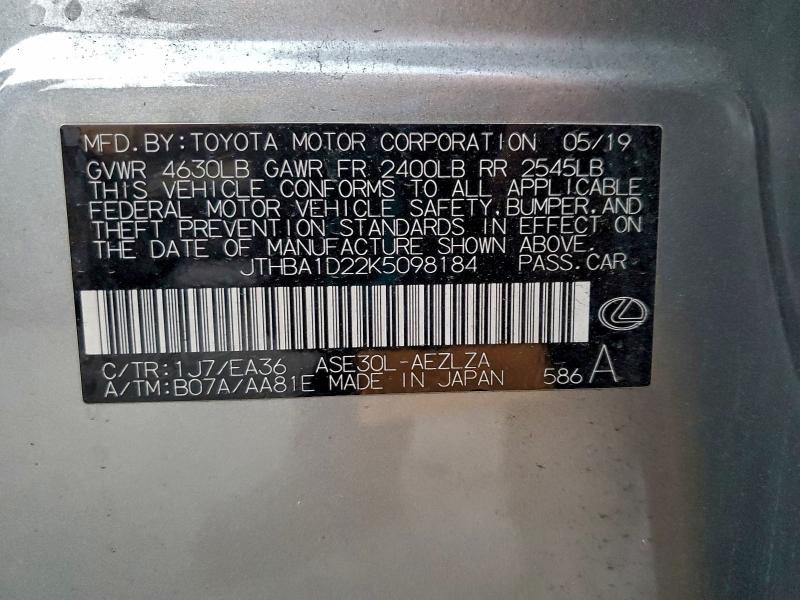 MFD.BY:TOYOTA MOTOR CORPORATION 05/19
GVWR 4630LB GAWR FR 2400LB RR 2545LB
THIS VEHICLE CONFORMS TO ALL APPLICABLE
FEDERAL MOTOR VEHICLE SAFETY,BUMPER,AND
THEFT PREVENTION STANDARDS IN EFFECT ON
THE DATE OF MANUFACTURE SHOWN ABOVE.
JTHBA1D22K5098184 PASS.CAR
C/TR:1J7/EA36 ASE30L-AEZLZA
A/TM:B07A/AA81E MADE IN JAPAN 586 A